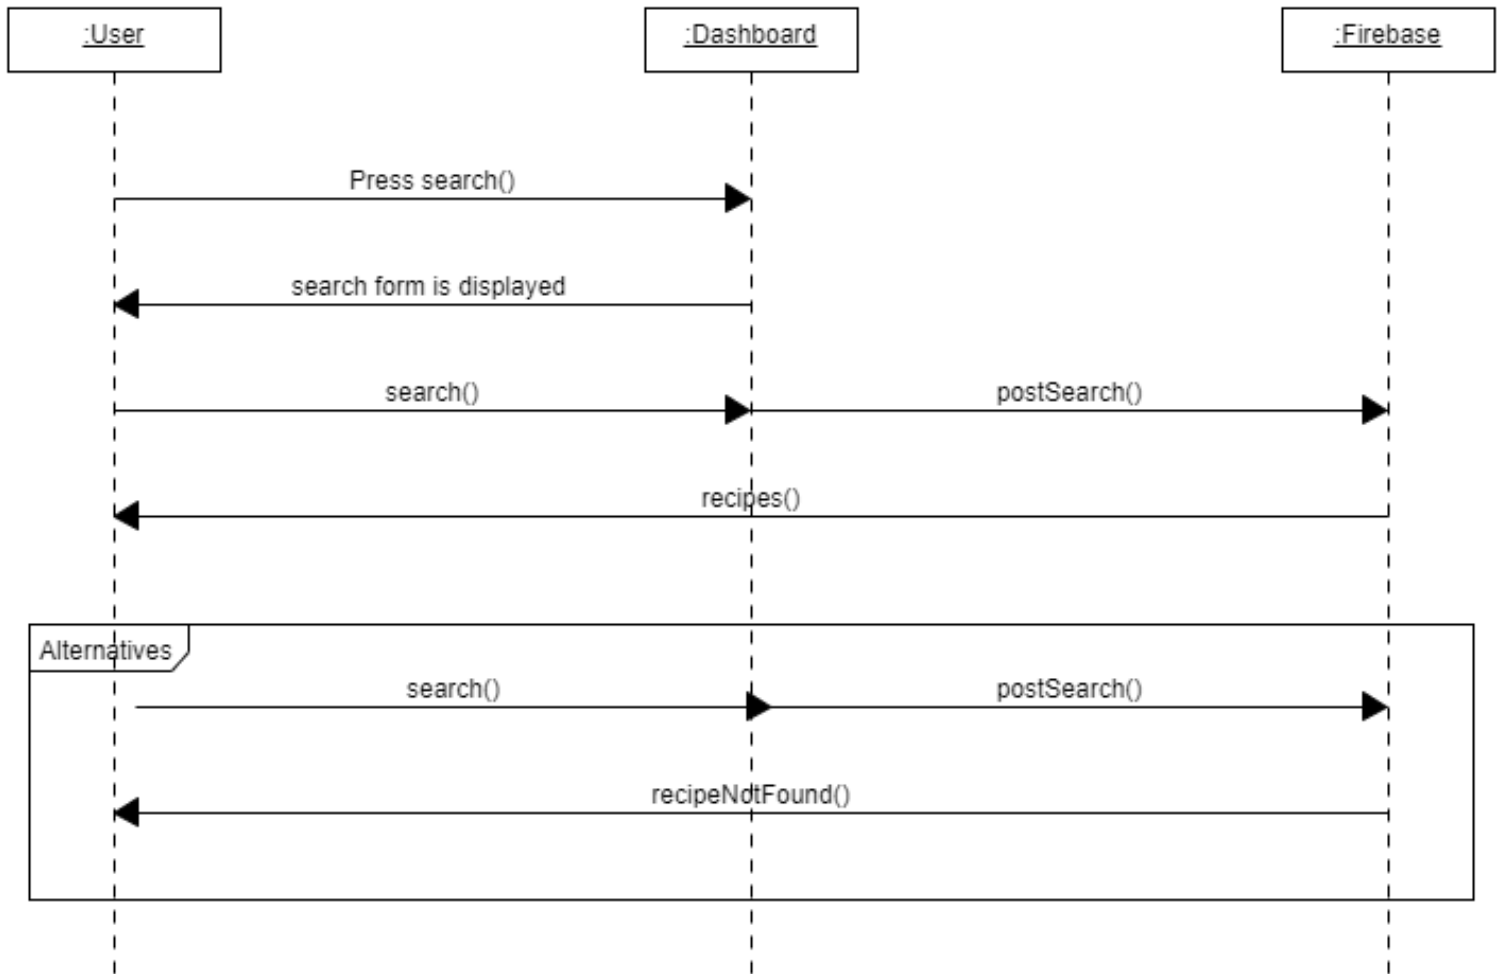 :User
:Dashboard
:Firebase
Press search()
search form is displayed
search()
postSearch()
recipes()
Alternatives
search()
postSearch()
recipeNotFound()